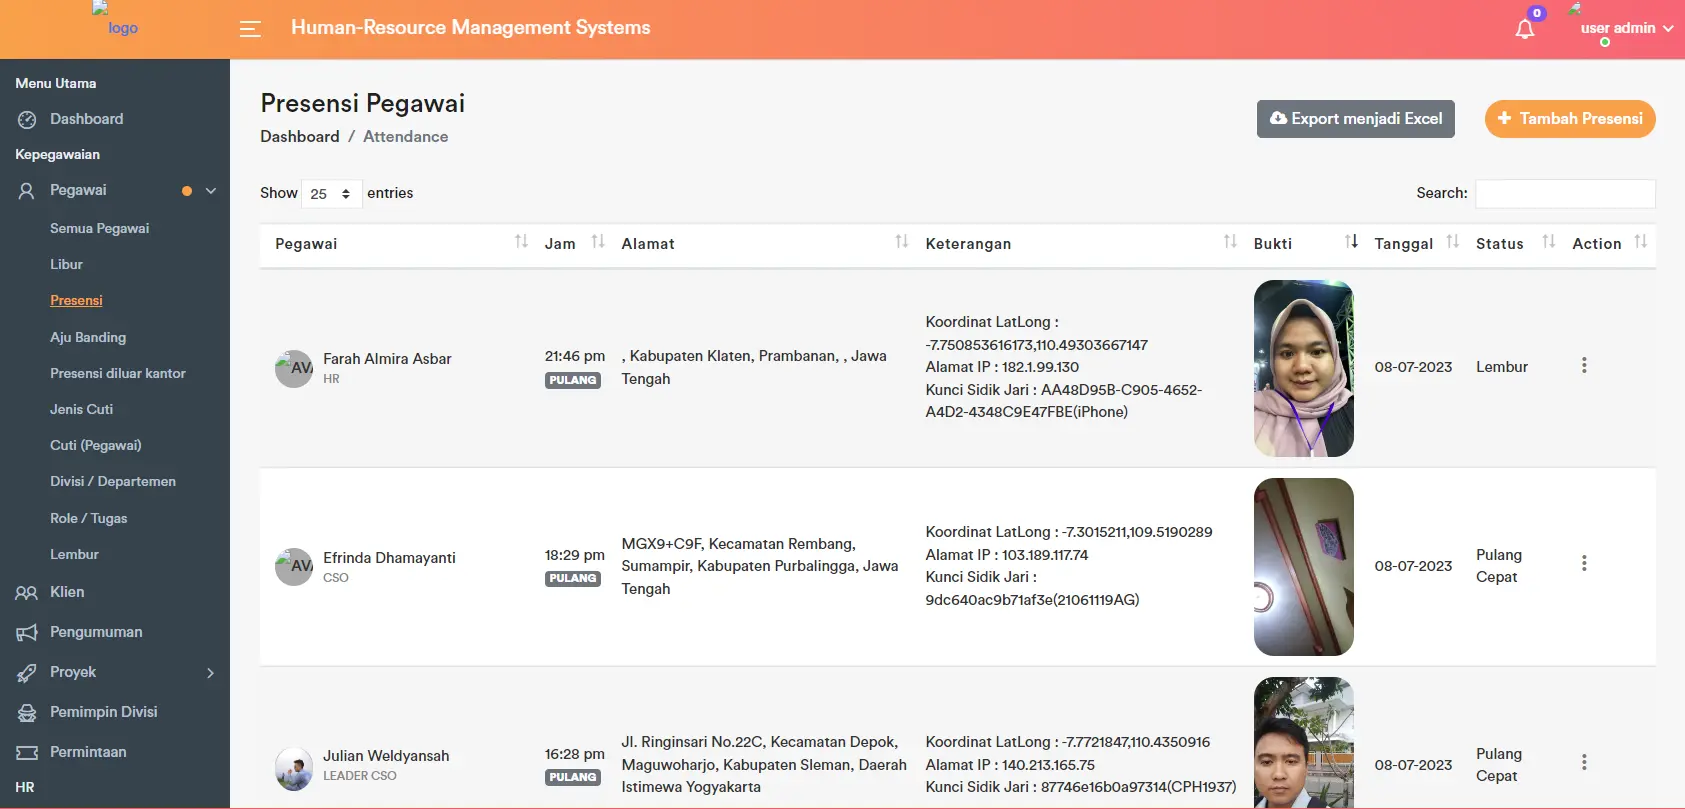 logo
Human-Resource Management Systems
0
user admin
Menu Utama
Dashboard
Kepegawaian
Pegawai
Semua Pegawai
Libur
Presensi
Aju Banding
Presensi diluar kantor
Jenis Cuti
Cuti (Pegawai)
Divisi / Departemen
Role / Tugas
Lembur
Klien
Pengumuman
Proyek
Pemimpin Divisi
Permintaan
HR
Presensi Pegawai
Dashboard / Attendance
Export menjadi Excel
+ Tambah Presensi
Show 25 entries
Search:
Pegawai Jam Alamat Keterangan Bukti Tanggal Status Action
AV
Farah Almira Asbar
HR
21:46 pm
PULANG
, Kabupaten Klaten, Prambanan, , Jawa
Tengah
Koordinat LatLong :
-7.750853616173,110.49303667147
Alamat IP : 182.1.99.130
Kunci Sidik Jari : AA48D95B-C905-4652-
A4D2-4348C9E47FBE(iPhone)
08-07-2023
Lembur
AV
Efrinda Dhamayanti
CSO
18:29 pm
PULANG
MGX9+C9F, Kecamatan Rembang,
Sumampir, Kabupaten Purbalingga, Jawa
Tengah
Koordinat LatLong : -7.3015211,109.5190289
Alamat IP : 103.189.117.74
Kunci Sidik Jari :
9dc640ac9b71af3e(21061119AG)
08-07-2023
Pulang
Cepat
Julian Weldyansah
LEADER CSO
16:28 pm
PULANG
Jl. Ringinsari No.22C, Kecamatan Depok,
Maguwoharjo, Kabupaten Sleman, Daerah
Istimewa Yogyakarta
Koordinat LatLong : -7.7721847,110.4350916
Alamat IP : 140.213.165.75
Kunci Sidik Jari : 87746e16b0a97314(CPH1937)
08-07-2023
Pulang
Cepat